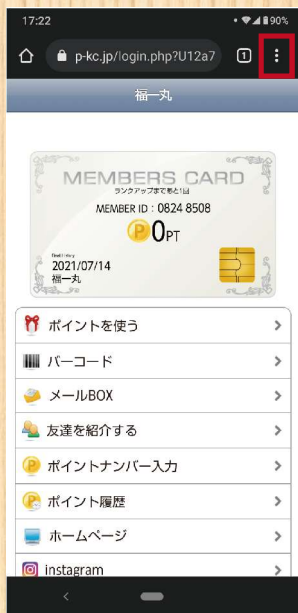 17:22
90%
p-kc.jp/login.php?U12a7
1
福一丸
MEMBERS CARD
ランクアップまであと1回
MEMBER ID : 0824 8508
P 0PT
2021/07/14
福一丸
ポイントを使う
バーコード
メールBOX
友達を紹介する
P ポイントナンバー入力
P ポイント履歴
ホームページ
instagram